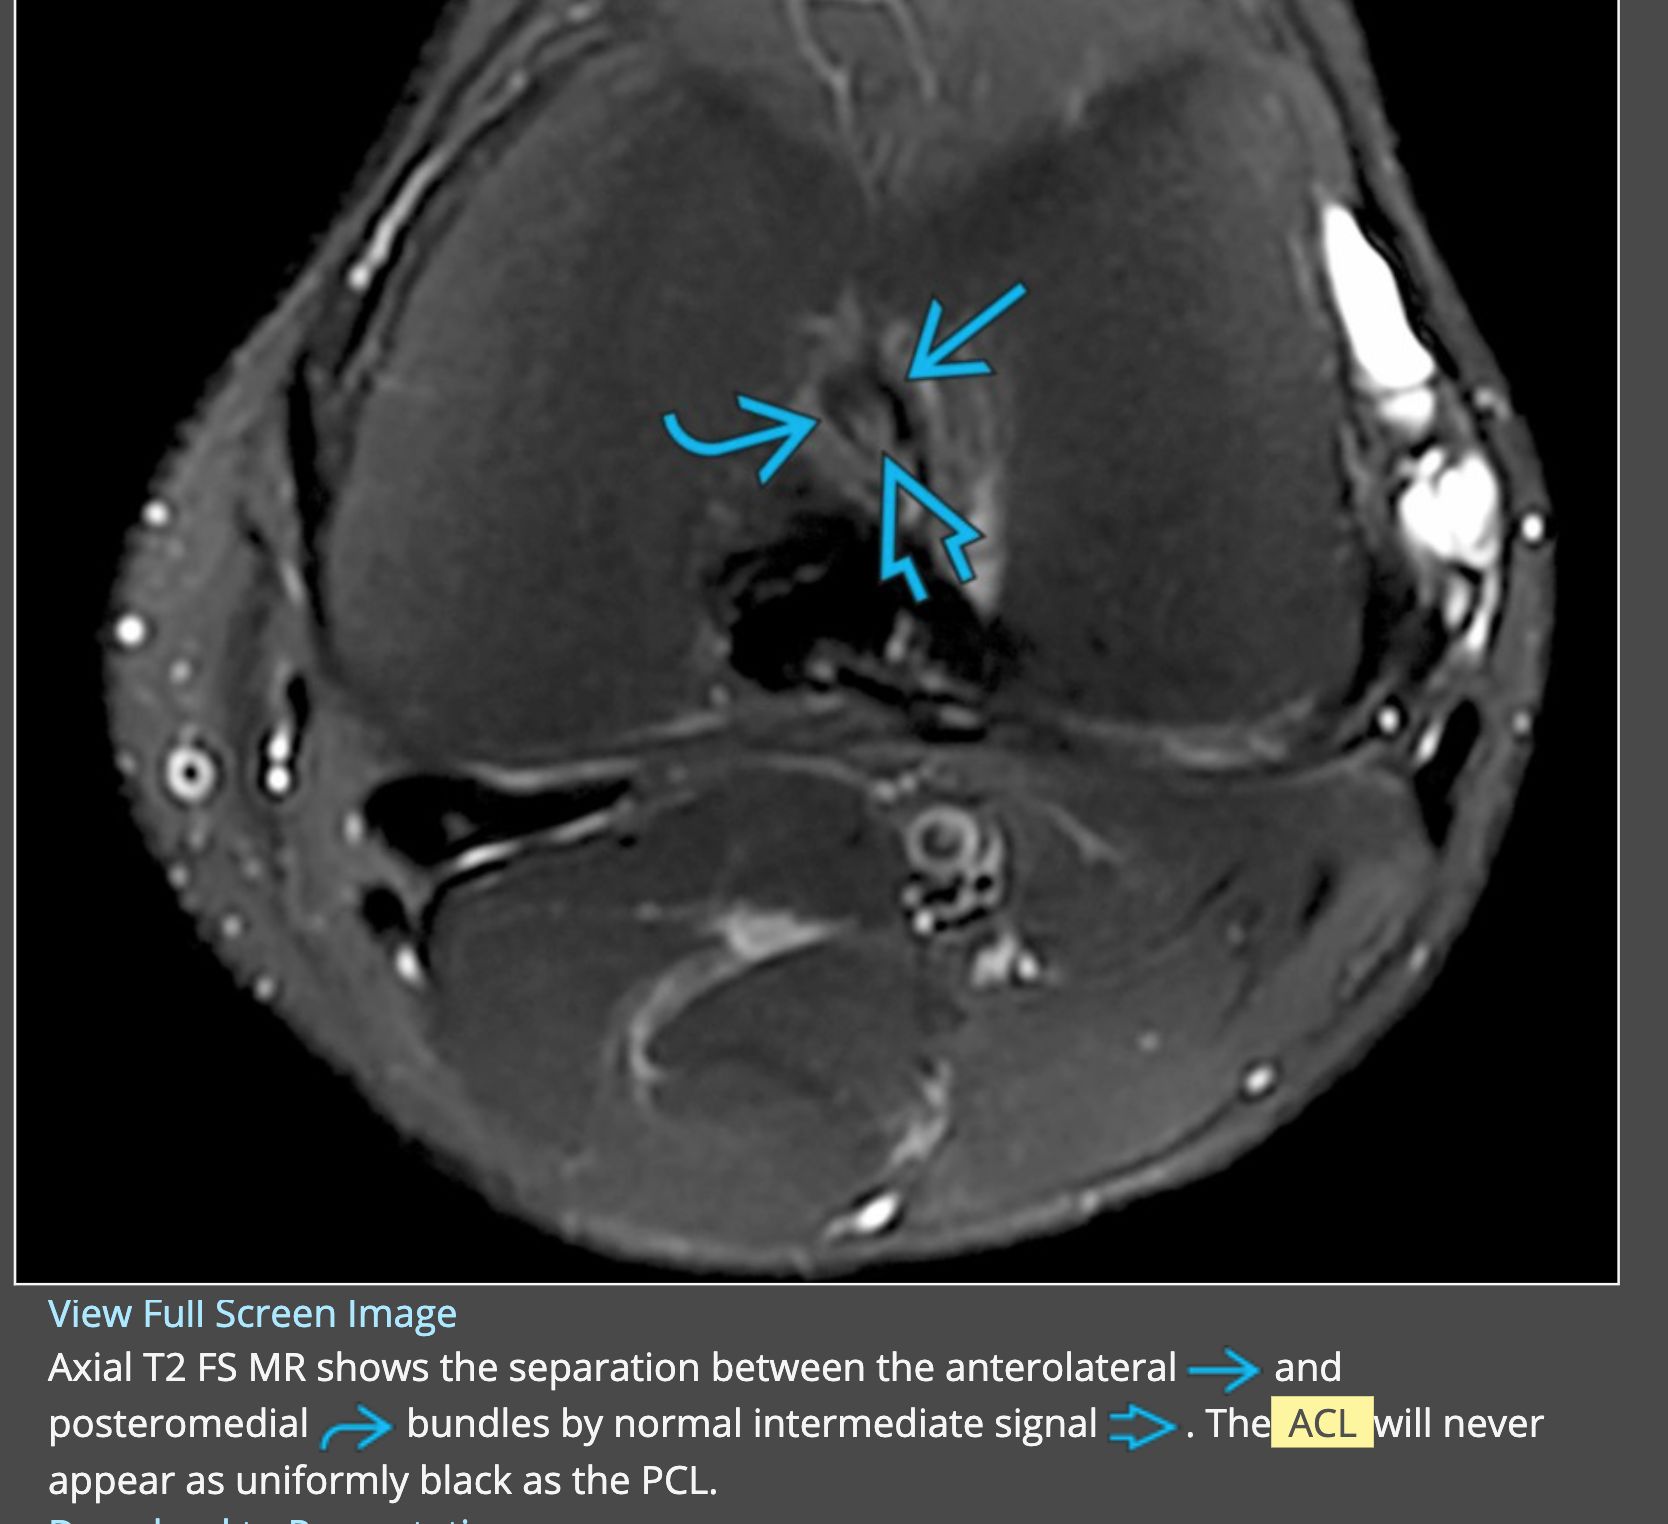 View Full Screen Image
Axial T2 FS MR shows the separation between the anterolateral and
posteromedial bundles by normal intermediate signal . The ACL will never
appear as uniformly black as the PCL.